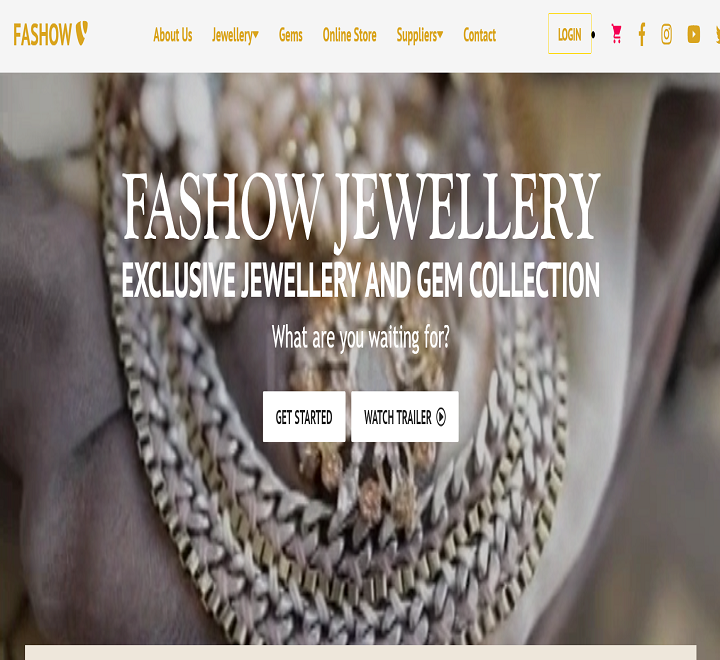 FASHOW
About Us Jewellery Gems Online Store Suppliers Contact
LOGIN
FASHOW JEWELLERY
EXCLUSIVE JEWELLERY AND GEM COLLECTION
What are you waiting for?
GET STARTED
WATCH TRAILER